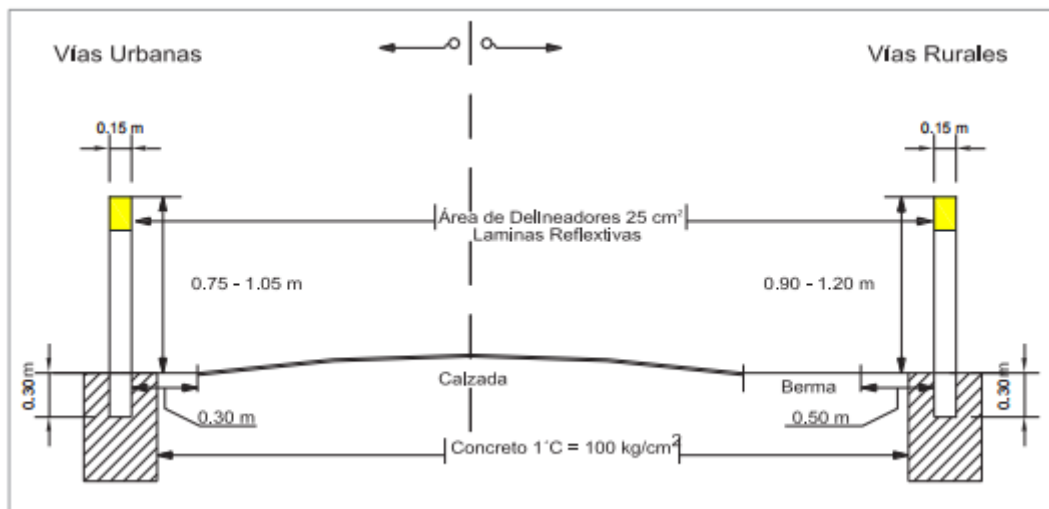 Vías Urbanas
Vías Rurales
0.15 m
0.15 m
Área de Delineadores 25 cm²
Laminas Reflextivas
0.75 - 1.05 m
0.90 - 1.20 m
0.30 m
Calzada
Berma
0.30 m
0.30 m
0.50 m
Concreto 1´C = 100 kg/cm²